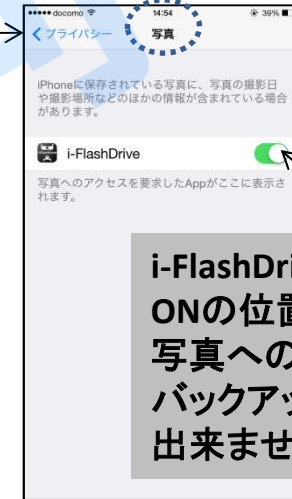 docomo 14:54 39%
プライバシー 写真
iPhoneに保存されている写真に、写真の撮影日
や撮影場所などのほかの情報が含まれている場合
があります。
i-FlashDrive
写真へのアクセスを要求したAppがここに表示さ
れます。
i-FlashDri
ONの位置
写真への
バックアッ
出来ませ